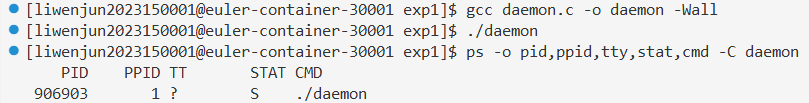 [liwenjun2023150001@euler-container-30001 exp1]$ gcc daemon.c -o daemon -Wall
[liwenjun2023150001@euler-container-30001 exp1]$ ./daemon
[liwenjun2023150001@euler-container-30001 exp1]$ ps -o pid,ppid,tty,stat,cmd -C daemon
PID PPID TT STAT CMD
906903 1 ? S ./daemon